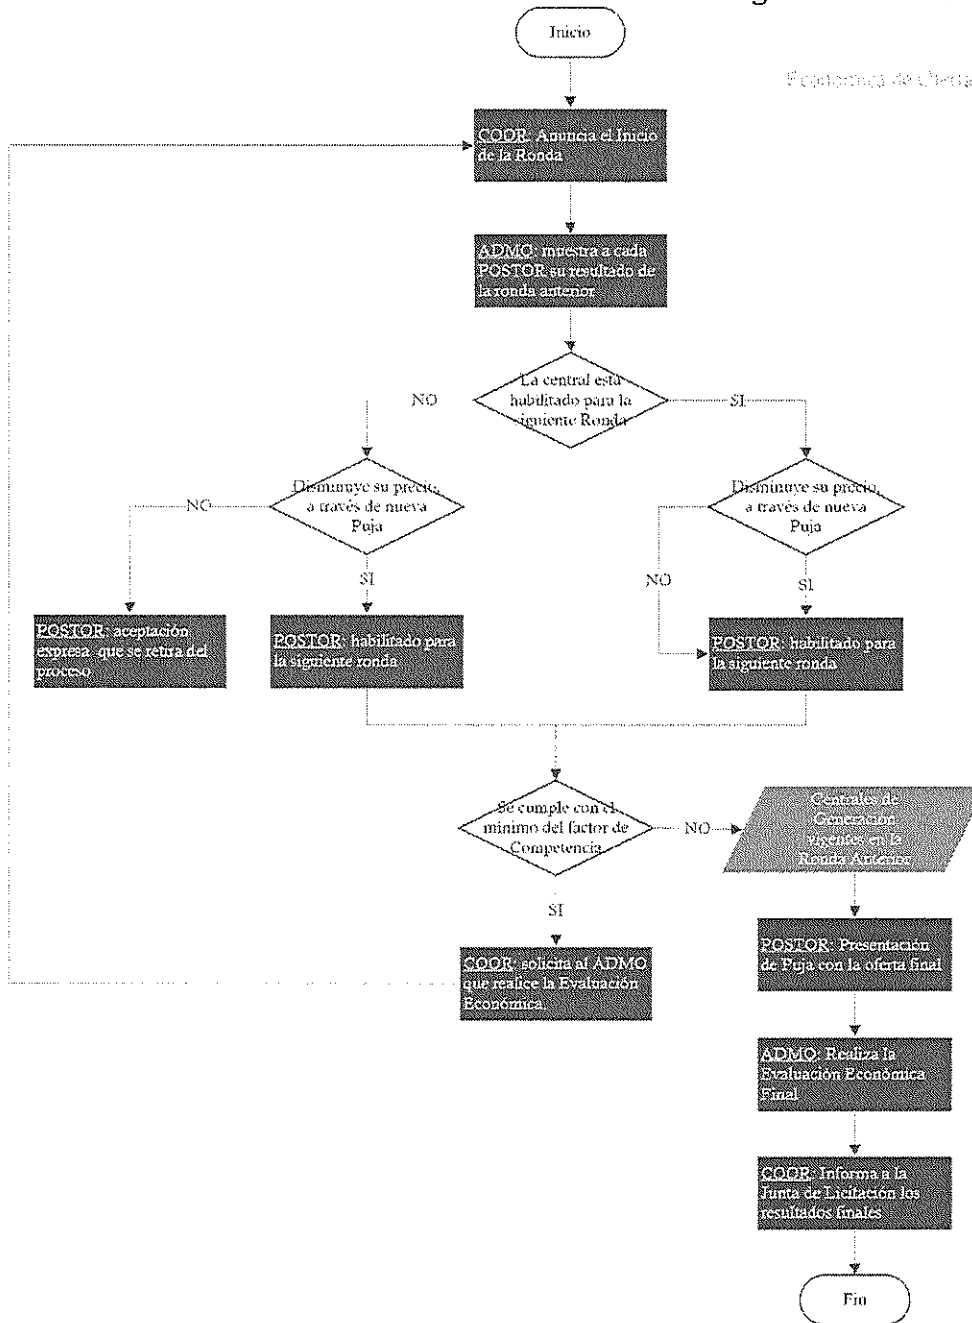 Inicio
COOR: Anuncia el Inicio
de la Ronda
ADMO: muestra a cada
POSTOR su resultado de
la ronda anterior
La central está
habilitado para la
siguiente Ronda
NO
SI
Disminuye su precio,
a través de nueva
Puja
NO
SI
Disminuye su precio,
a través de nueva
Puja
NO
SI
POSTOR: aceptación
expresa que se retira del
proceso
POSTOR: habilitado para
la siguiente ronda
POSTOR: habilitado para
la siguiente ronda
Se cumple con el
mínimo del factor de
Competencia
NO
SI
Centrales de
Generación
vigentes en la
Ronda Anterior
COOR: solicita al ADMO
que realice la Evaluación
Económica.
POSTOR: Presentación
de Puja con la oferta final
ADMO: Realiza la
Evaluación Económica
Final
COOR: Informa a la
Junta de Licitación los
resultados finales
Fin